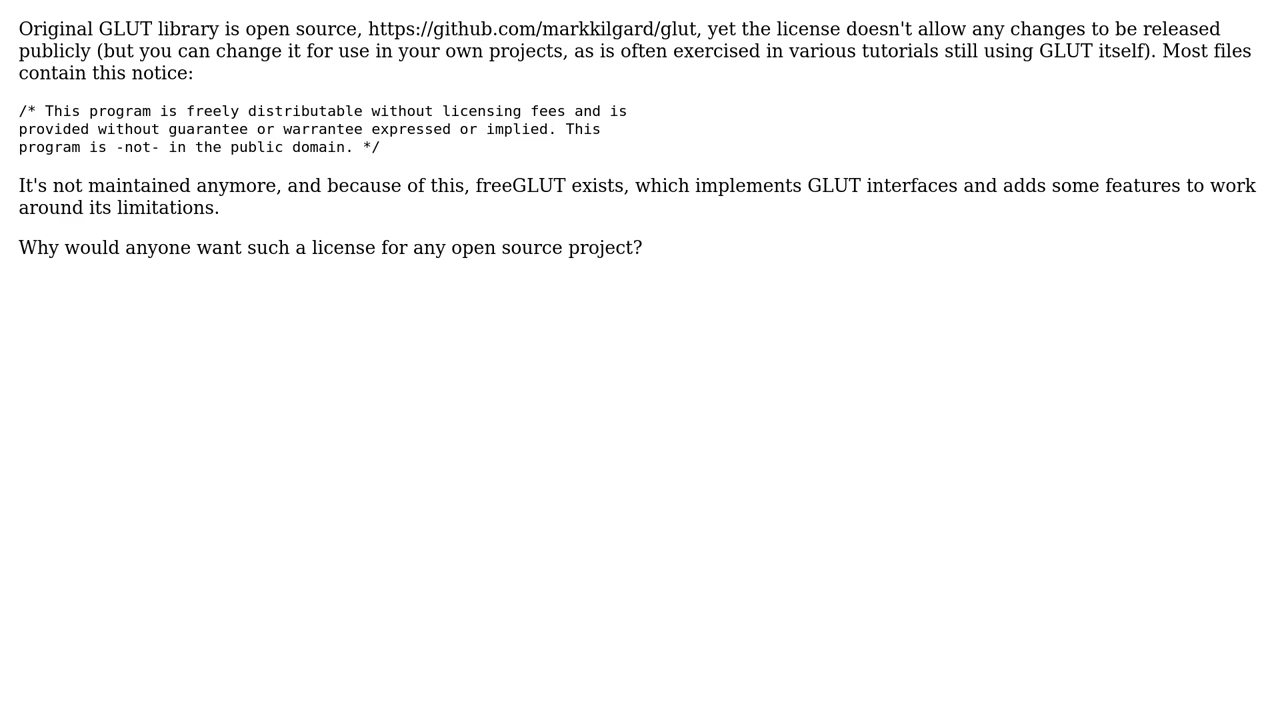 Original GLUT library is open source, https://github.com/markkilgard/glut, yet the license doesn't allow any changes to be released
publicly (but you can change it for use in your own projects, as is often exercised in various tutorials still using GLUT itself). Most files
contain this notice:
/* This program is freely distributable without licensing fees and is
provided without guarantee or warrantee expressed or implied. This
program is -not- in the public domain. */
It's not maintained anymore, and because of this, freeGLUT exists, which implements GLUT interfaces and adds some features to work
around its limitations.
Why would anyone want such a license for any open source project?